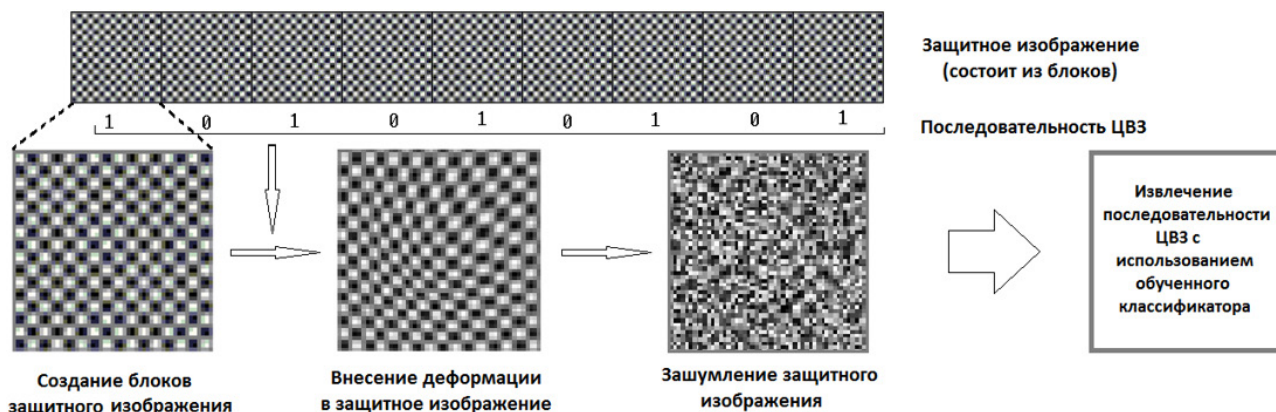 Защитное изображение
(состоит из блоков)
1 0 1 0 1 0 1 0 1
Последовательность ЦВЗ
Извлечение
последовательности
ЦВЗ с
использованием
обученного
классификатора
Создание блоков
защитного изображения
Внесение деформации
в защитное изображение
Зашумление защитного
изображения